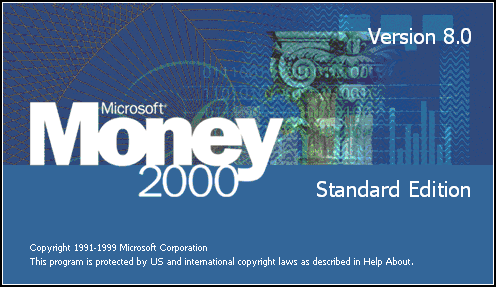 Version 8.0
Microsoft®
Money
2000
Standard Edition
Copyright 1991-1999 Microsoft Corporation
This program is protected by US and international copyright laws as described in Help About.